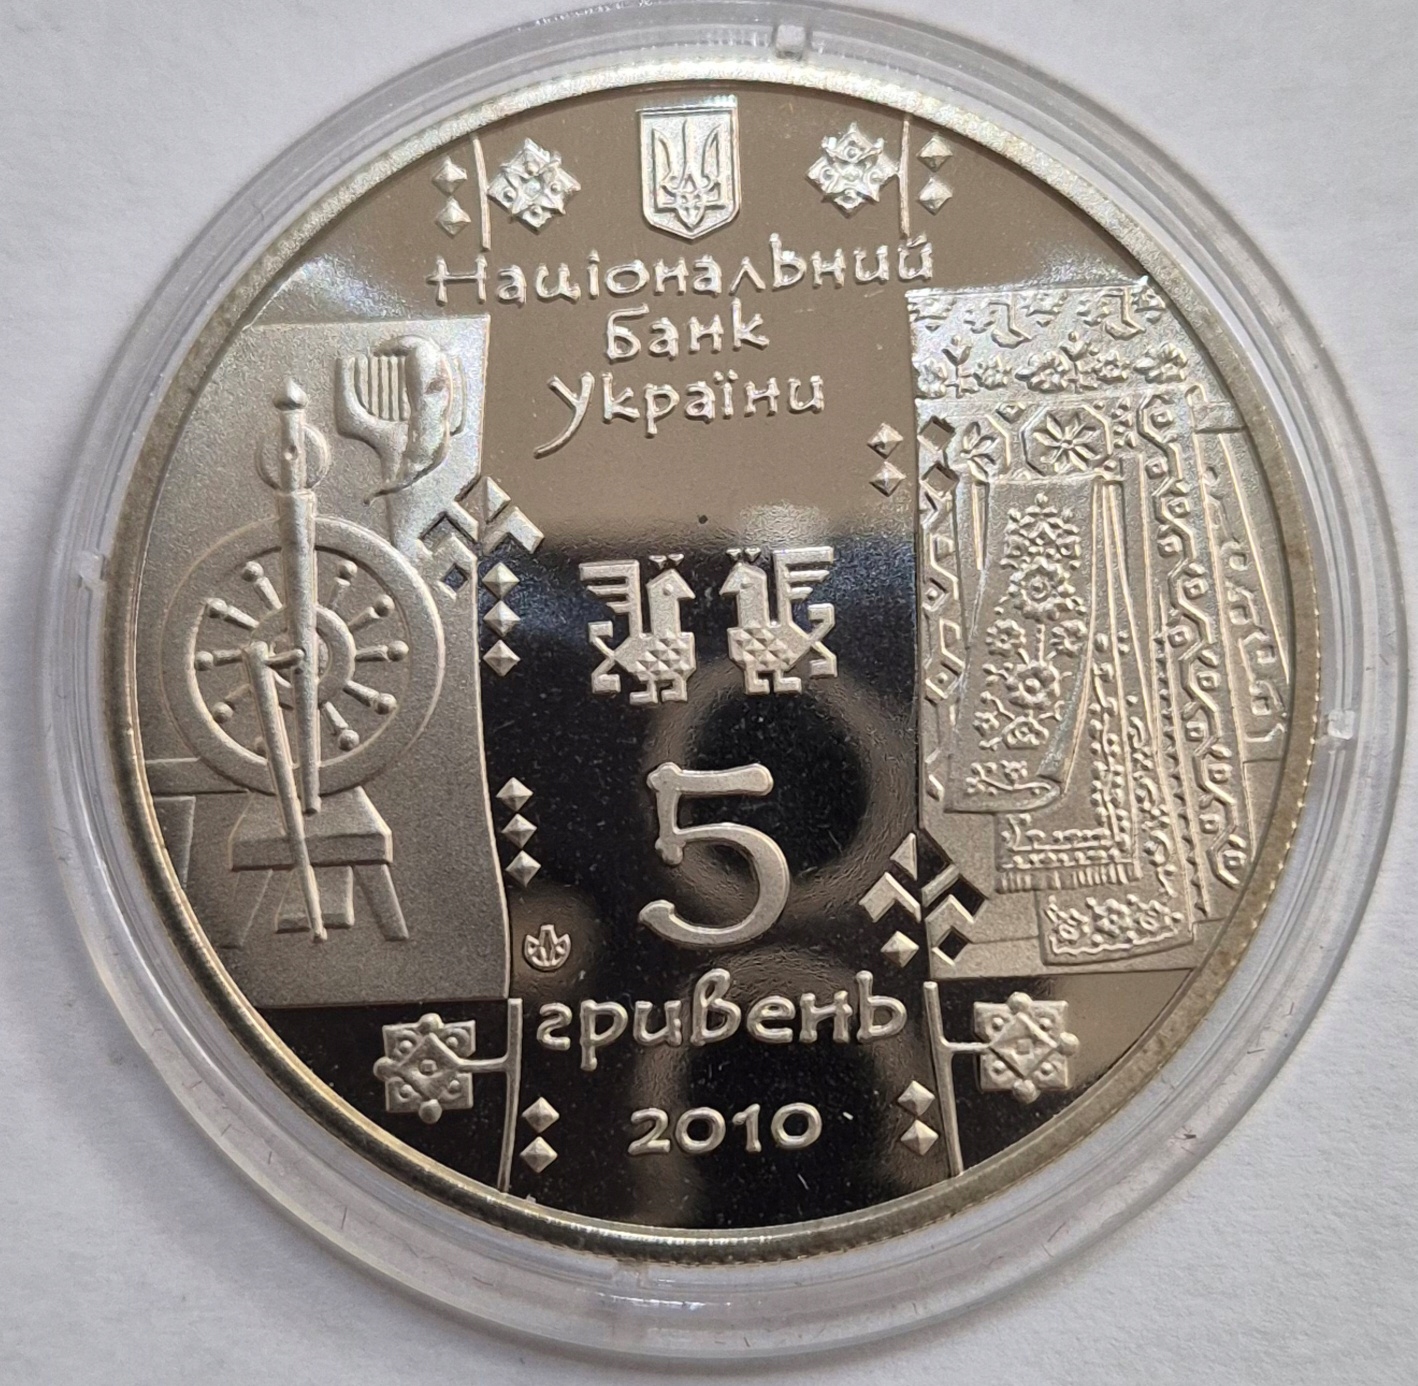 Національний
банк
України
5
гривень
2010